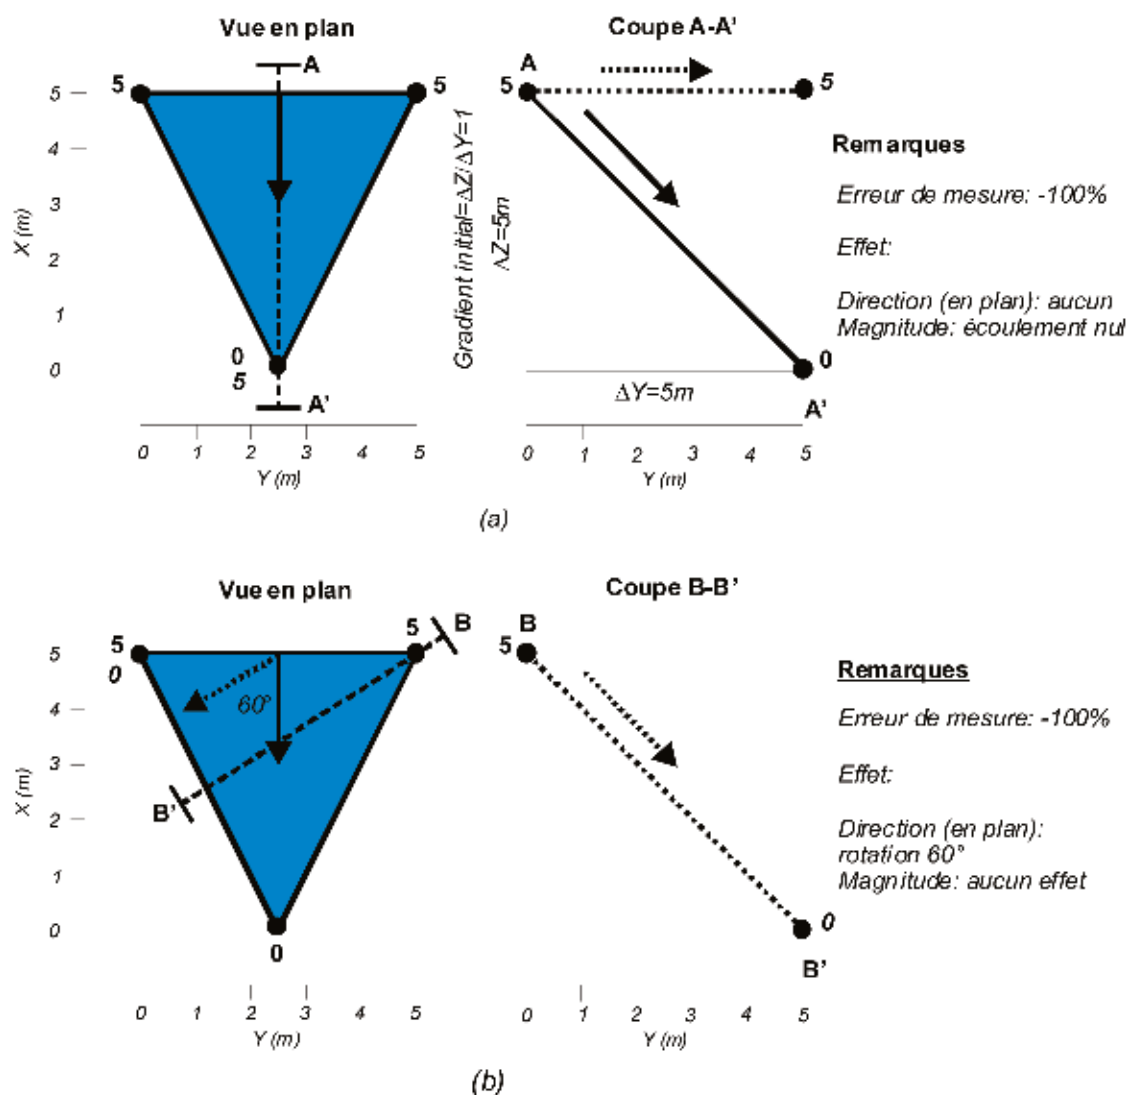 Vue en plan
Coupe A-A'
A
5
5
X (m)
5
4
3
2
1
0
0
5
A'
0 1 2 3 4 5
Y (m)
Gradient initial=ΔZ/ΔY=1
ΔZ=5m
A
5
5
0
ΔY=5m
A'
0 1 2 3 4 5
Y (m)
Remarques
Erreur de mesure: -100%
Effet:
Direction (en plan): aucun
Magnitude: écoulement nul
(a)
Vue en plan
Coupe B-B'
5
0
5
B
60°
B'
0
X (m)
5
4
3
2
1
0
0 1 2 3 4 5
Y (m)
B
5
0
B'
0 1 2 3 4 5
Y (m)
Remarques
Erreur de mesure: -100%
Effet:
Direction (en plan):
rotation 60°
Magnitude: aucun effet
(b)